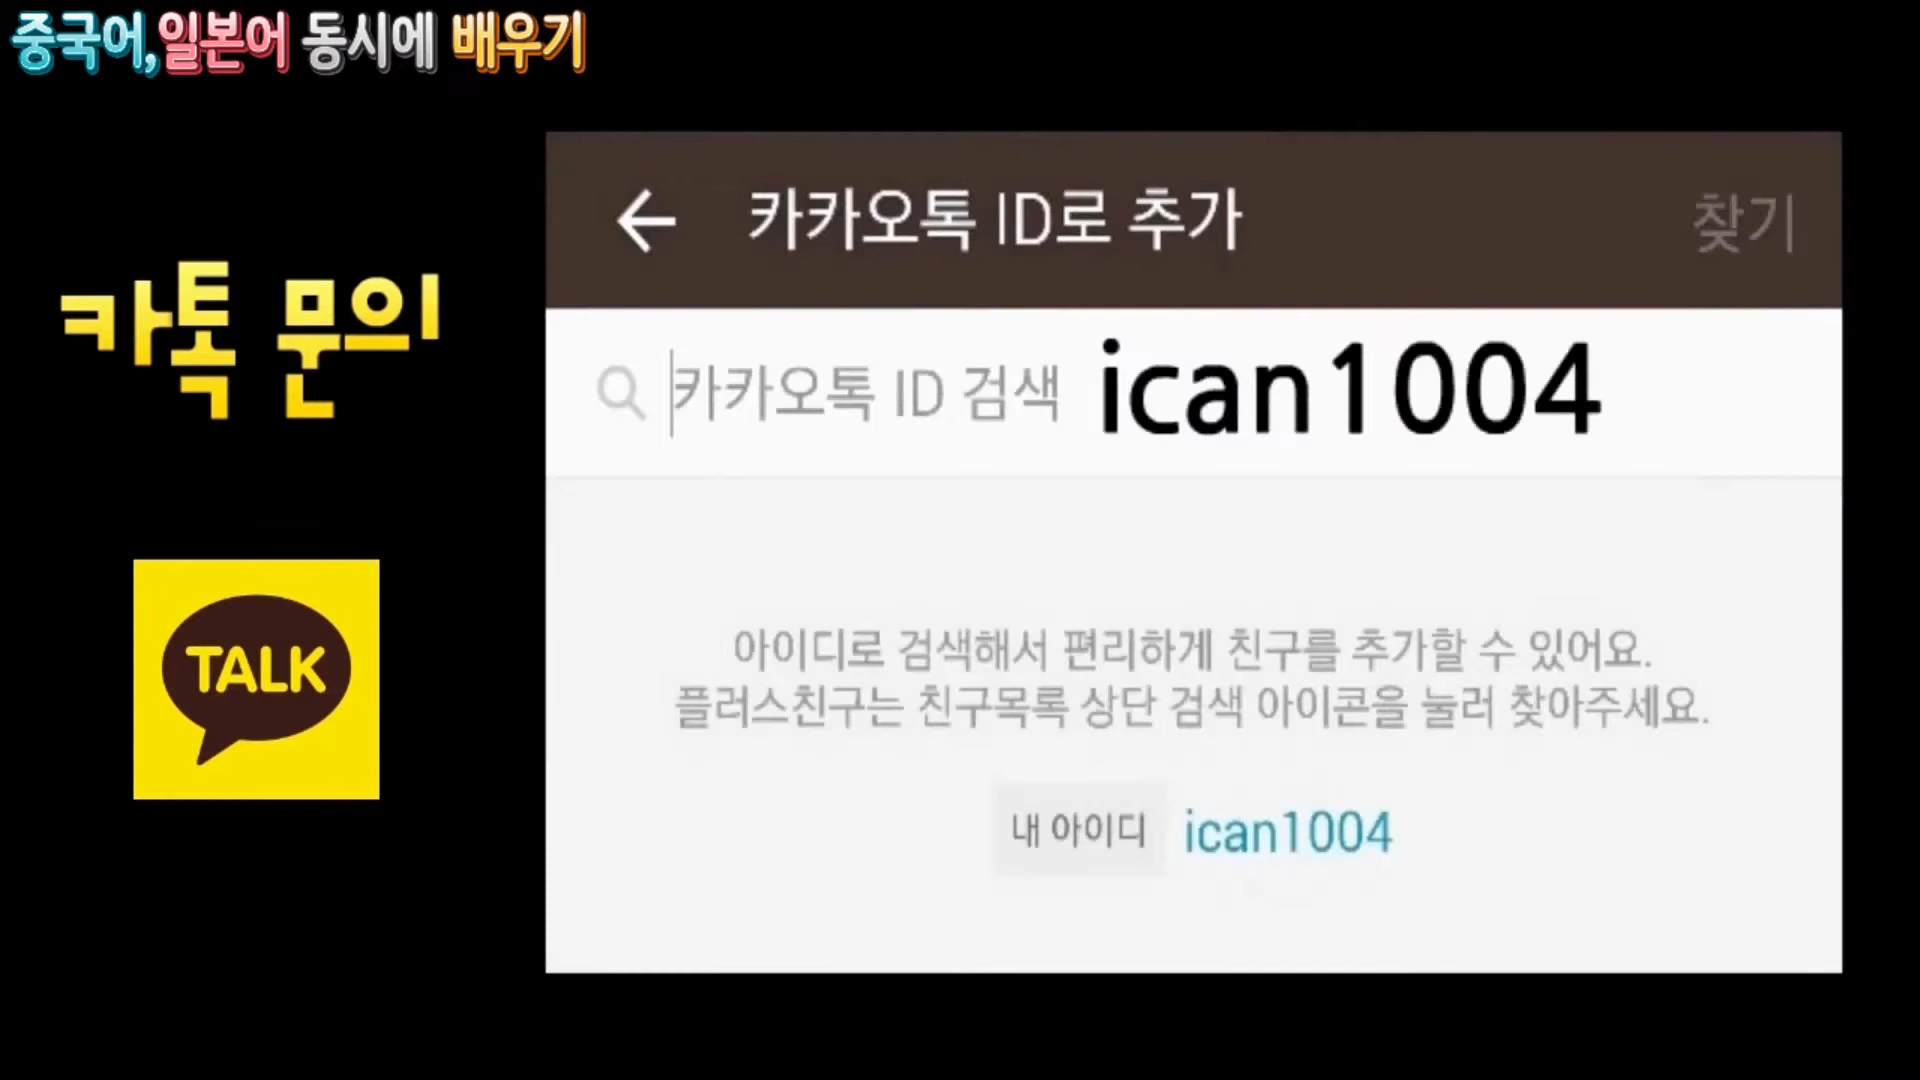 중국어,일본어 동시에 배우기
카톡 문의
TALK
카카오톡 ID로 추가
찾기
카카오톡 ID 검색 ican1004
아이디로 검색해서 편리하게 친구를 추가할 수 있어요.
플러스친구는 친구목록 상단 검색 아이콘을 눌러 찾아주세요.
내 아이디 ican1004